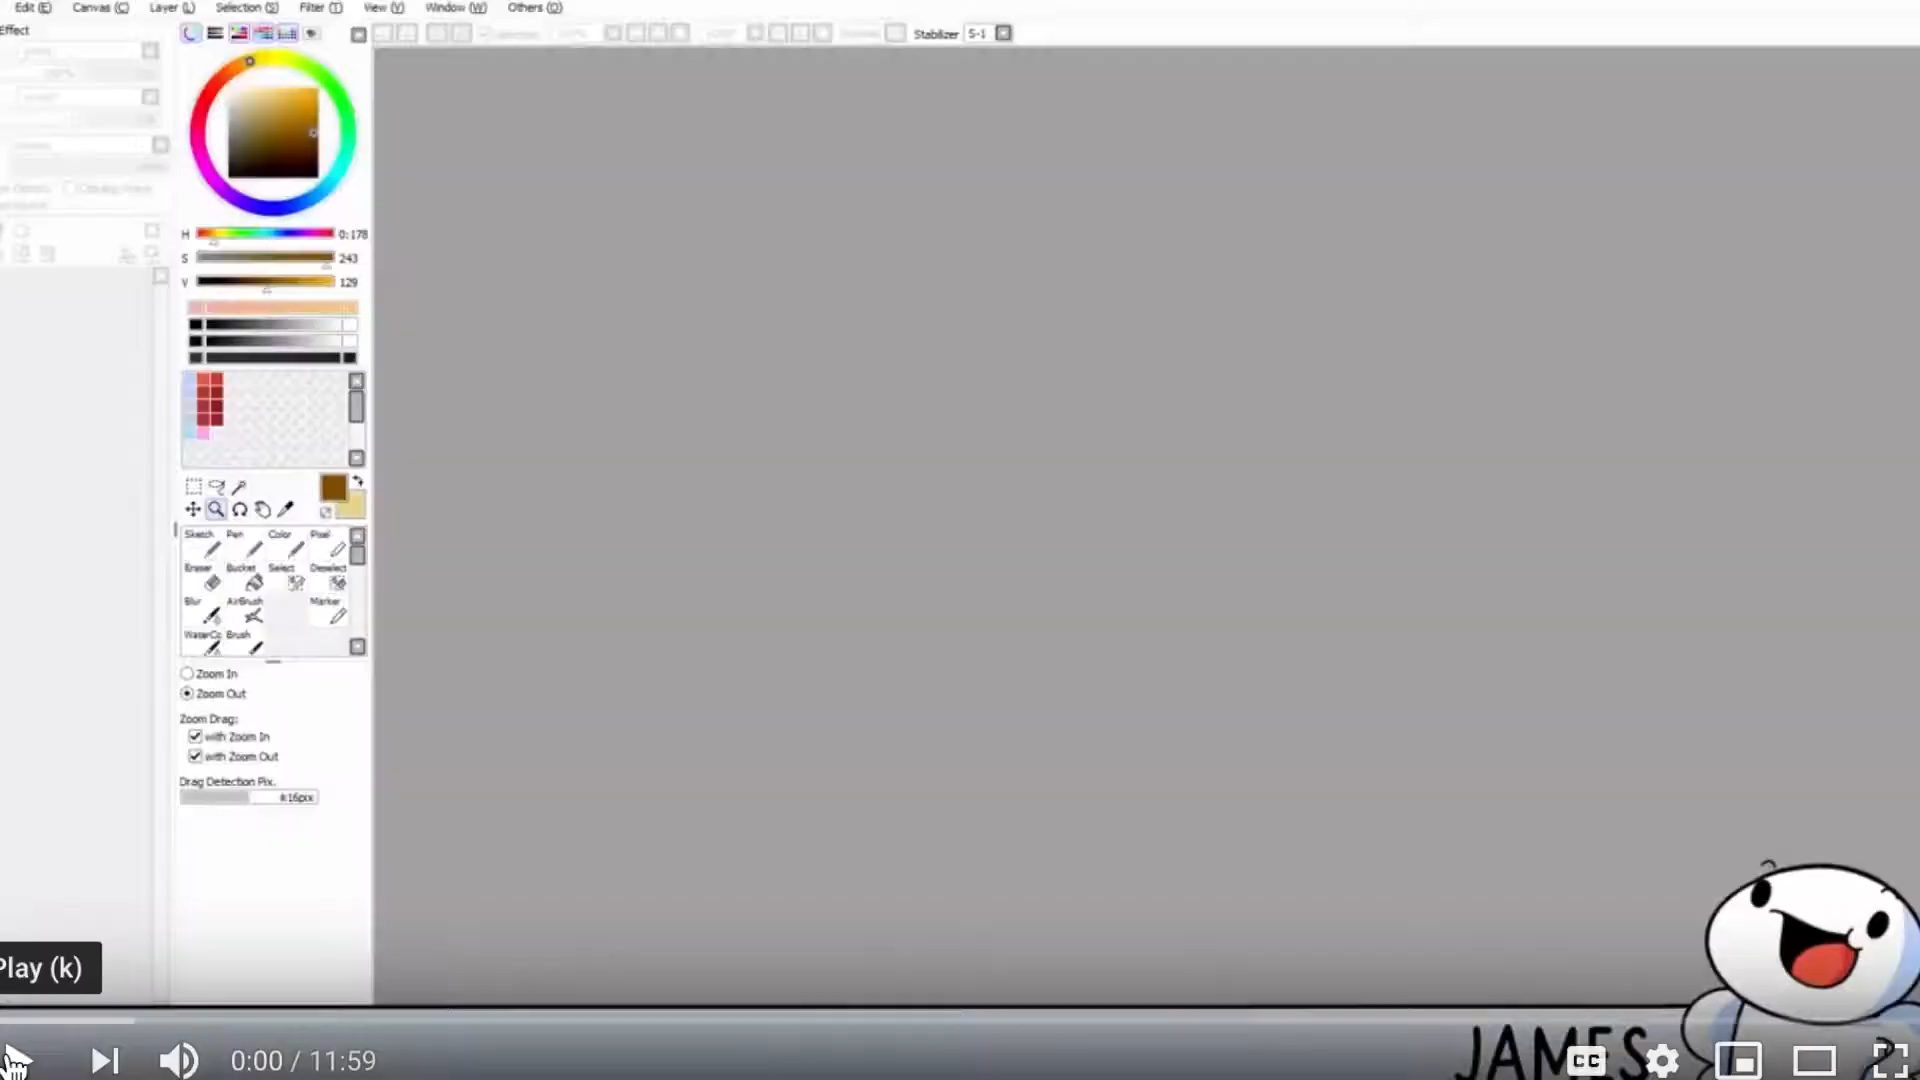 Edit (E) Canvas (C) Layer (L) Selection (S) Filter (T) View (V) Window (W) Others (O)
Effect
Stabilizer S-1
H 0:178
S 243
V 129
Sketch Pen Color Pixel
Eraser Bucket Select Deselect
Blur AirBrush Marker
WaterCo Brush
Zoom In
Zoom Out
Zoom Drag:
with Zoom In
with Zoom Out
Drag Detection Pix.
±16pix
Play (k)
0:00 / 11:59
JAMES
CC